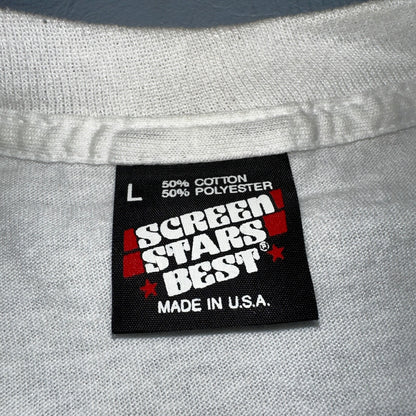 L 50% COTTON
50% POLYESTER
SCREEN
STARS
BEST®
MADE IN U.S.A.